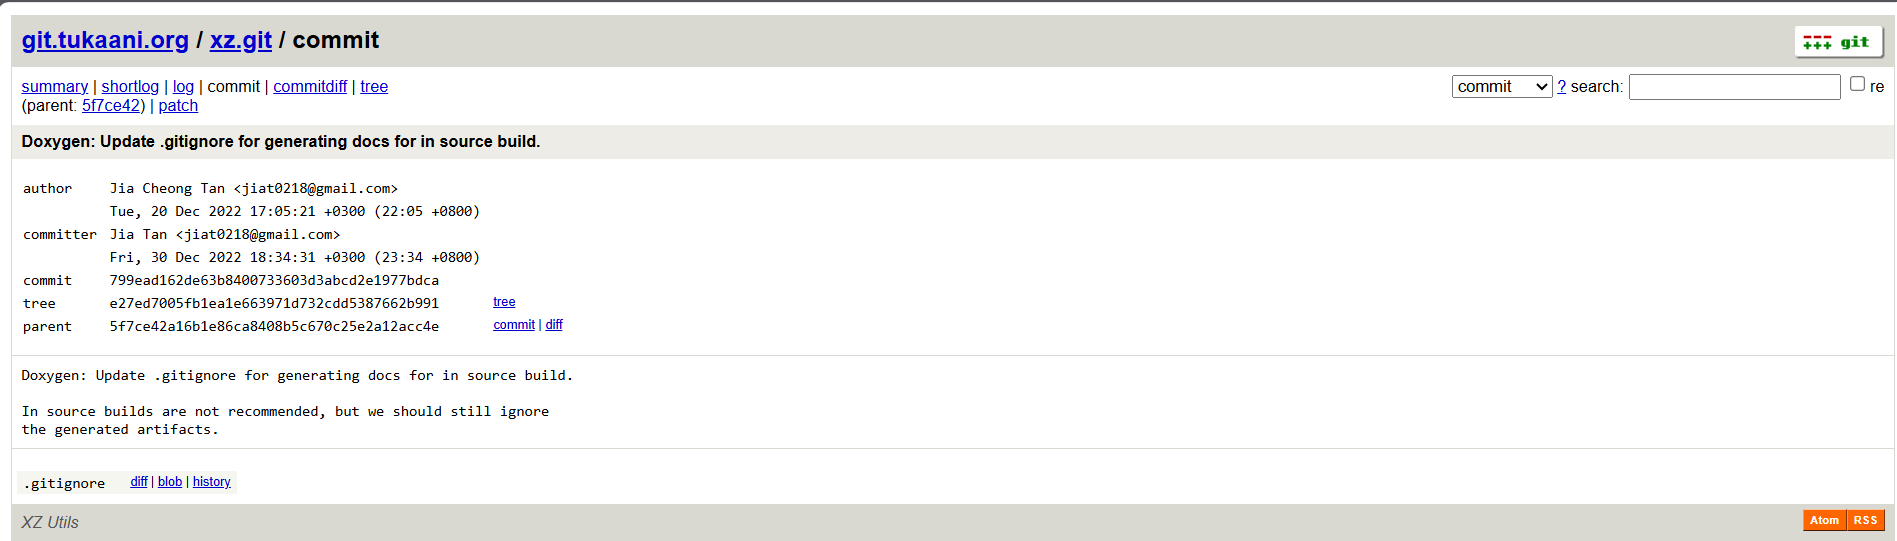 git.tukaani.org / xz.git / commit
git
summary | shortlog | log | commit | commitdiff | tree
(parent: 5f7ce42) | patch
commit ? search: re
Doxygen: Update .gitignore for generating docs for in source build.
author Jia Cheong Tan <jiat0218@gmail.com>
Tue, 20 Dec 2022 17:05:21 +0300 (22:05 +0800)
committer Jia Tan <jiat0218@gmail.com>
Fri, 30 Dec 2022 18:34:31 +0300 (23:34 +0800)
commit 799ead162de63b8400733603d3abcd2e1977bdca
tree e27ed7005fb1ea1e663971d732cdd5387662b991 tree
parent 5f7ce42a16b1e86ca8408b5c670c25e2a12acc4e commit | diff
Doxygen: Update .gitignore for generating docs for in source build.
In source builds are not recommended, but we should still ignore
the generated artifacts.
.gitignore diff | blob | history
XZ Utils
Atom RSS